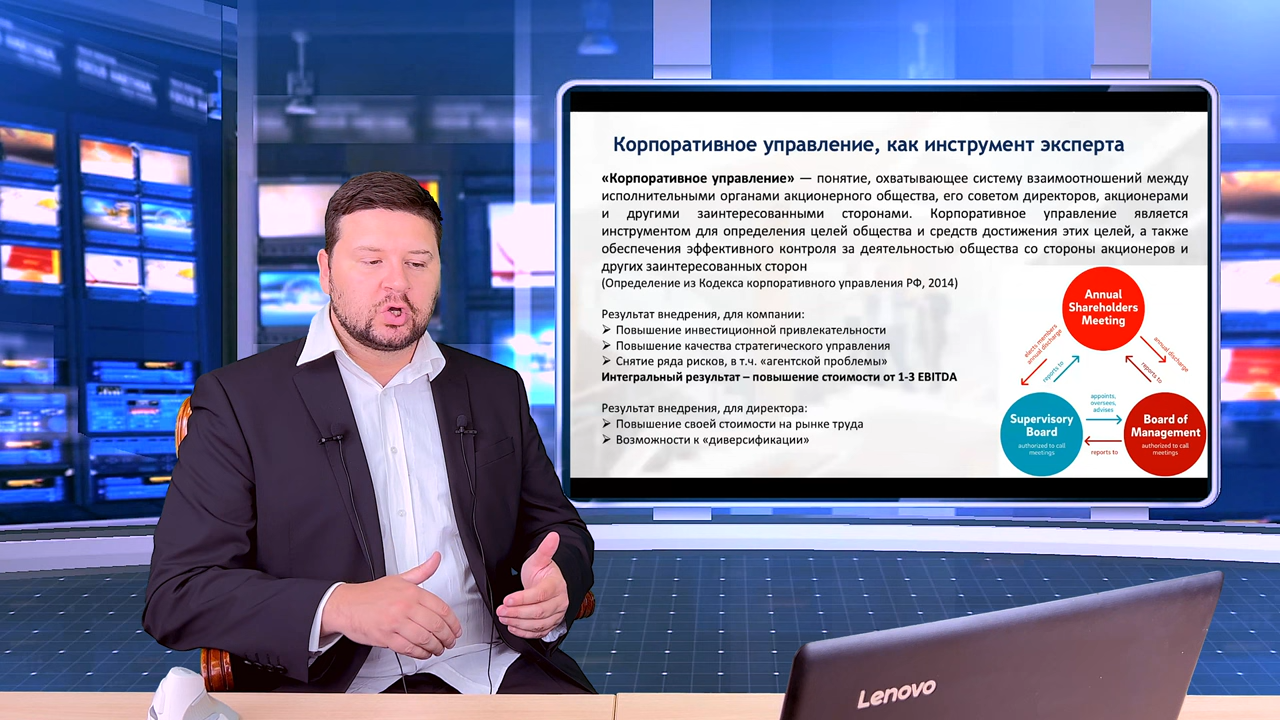 Корпоративное управление, как инструмент эксперта
«Корпоративное управление» — понятие, охватывающее систему взаимоотношений между
исполнительными органами акционерного общества, его советом директоров, акционерами
и другими заинтересованными сторонами. Корпоративное управление является
инструментом для определения целей общества и средств достижения этих целей, а также
обеспечения эффективного контроля за деятельностью общества со стороны акционеров и
других заинтересованных сторон
(Определение из Кодекса корпоративного управления РФ, 2014)
Результат внедрения, для компании:
➢ Повышение инвестиционной привлекательности
➢ Повышение качества стратегического управления
➢ Снятие ряда рисков, в т.ч. «агентской проблемы»
Интегральный результат – повышение стоимости от 1-3 EBITDA
Результат внедрения, для директора:
➢ Повышение своей стоимости на рынке труда
➢ Возможности к «диверсификации»
Annual
Shareholders
Meeting
elects members
annual discharge
reports to
annual discharge
reports to
appoints,
oversees,
advises
reports to
Supervisory
Board
authorized to call
meetings
Board of
Management
authorized to call
meetings
Lenovo